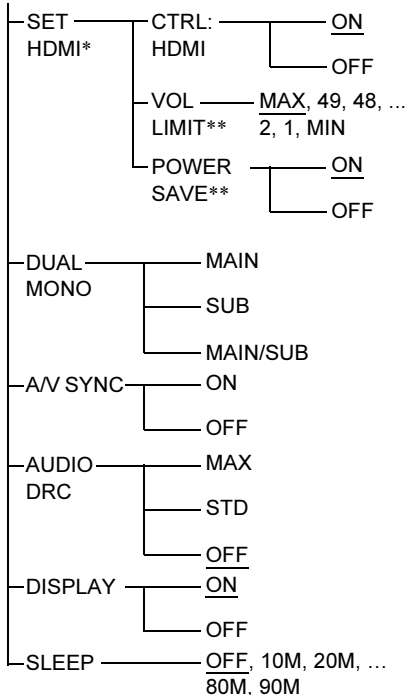 SET HDMI*
CTRL: HDMI
ON
OFF
VOL LIMIT**
MAX, 49, 48, ...
2, 1, MIN
POWER SAVE**
ON
OFF
DUAL MONO
MAIN
SUB
MAIN/SUB
A/V SYNC
ON
OFF
AUDIO DRC
MAX
STD
OFF
DISPLAY
ON
OFF
SLEEP
OFF, 10M, 20M, ...
80M, 90M